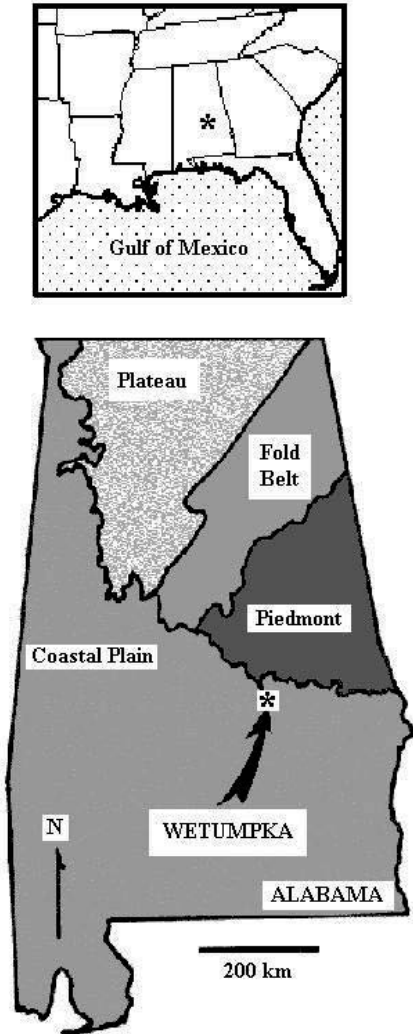 *
Gulf of Mexico
Plateau
Fold
Belt
Piedmont
Coastal Plain
*
N
WETUMPKA
ALABAMA
200 km